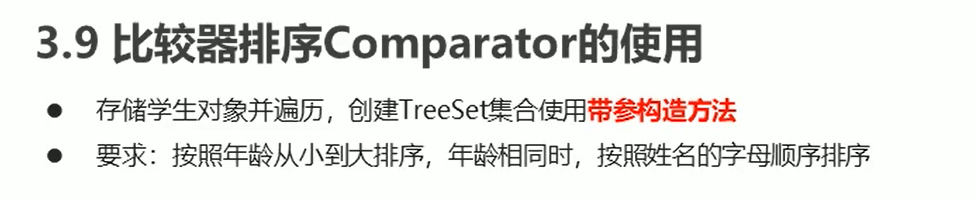 3.9 比较器排序Comparator的使用
● 存储学生对象并遍历，创建TreeSet集合使用带参构造方法
● 要求：按照年龄从小到大排序，年龄相同时，按照姓名的字母顺序排序